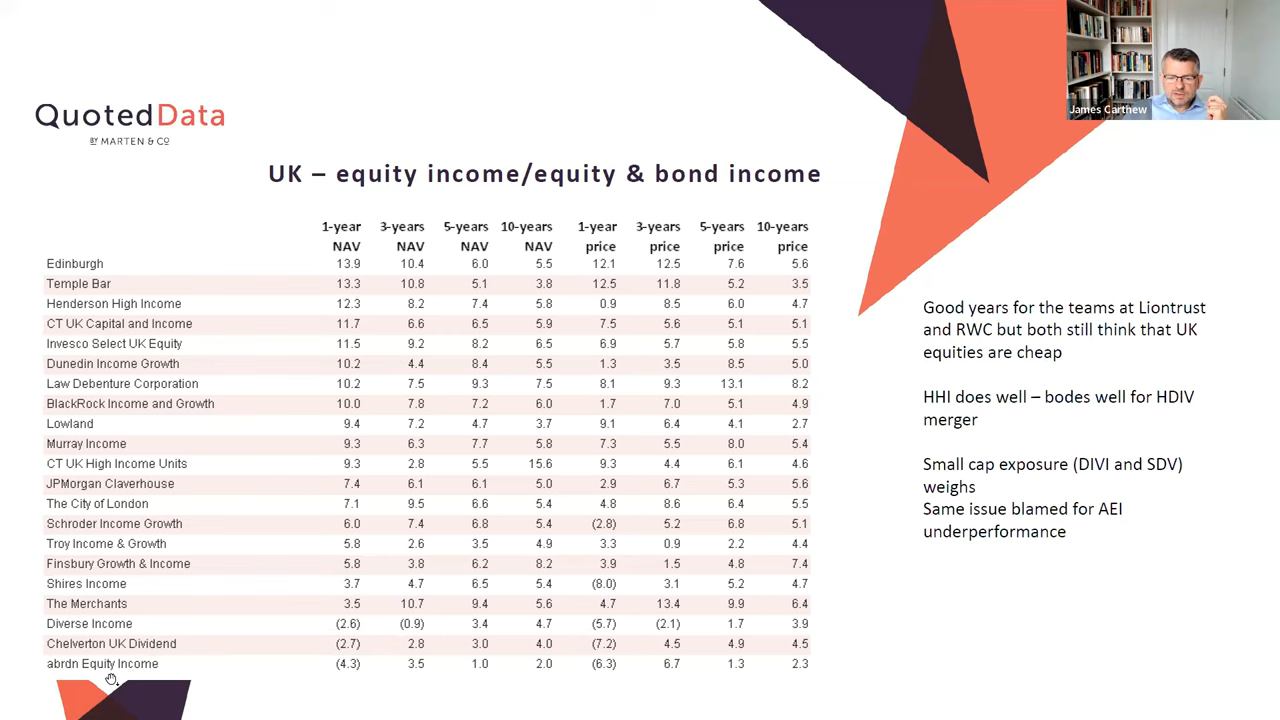 James Carthew
QuotedData
BY MARTEN & CO
UK – equity income/equity & bond income
1-year 3-years 5-years 10-years 1-year 3-years 5-years 10-years
NAV NAV NAV NAV price price price price
Edinburgh 13.9 10.4 6.0 5.5 12.1 12.5 7.6 5.6
Temple Bar 13.3 10.8 5.1 3.8 12.5 11.8 5.2 3.5
Henderson High Income 12.3 8.2 7.4 5.8 0.9 8.5 6.0 4.7
CT UK Capital and Income 11.7 6.6 6.5 5.9 7.5 5.6 5.1 5.1
Invesco Select UK Equity 11.5 9.2 8.2 6.5 6.9 5.7 5.8 5.5
Dunedin Income Growth 10.2 4.4 8.4 5.5 1.3 3.5 8.5 5.0
Law Debenture Corporation 10.2 7.5 9.3 7.5 8.1 9.3 13.1 8.2
BlackRock Income and Growth 10.0 7.8 7.2 6.0 1.7 7.0 5.1 4.9
Lowland 9.4 7.2 4.7 3.7 9.1 6.4 4.1 2.7
Murray Income 9.3 6.3 7.7 5.8 7.3 5.5 8.0 5.4
CT UK High Income Units 9.3 2.8 5.5 15.6 9.3 4.4 6.1 4.6
JPMorgan Claverhouse 7.4 6.1 6.1 5.0 2.9 6.7 5.3 5.6
The City of London 7.1 9.5 6.6 5.4 4.8 8.6 6.4 5.5
Schroder Income Growth 6.0 7.4 6.8 5.4 (2.8) 5.2 6.8 5.1
Troy Income & Growth 5.8 2.6 3.5 4.9 3.3 0.9 2.2 4.4
Finsbury Growth & Income 5.8 3.8 6.2 8.2 3.9 1.5 4.8 7.4
Shires Income 3.7 4.7 6.5 5.4 (8.0) 3.1 5.2 4.7
The Merchants 3.5 10.7 9.4 5.6 4.7 13.4 9.9 6.4
Diverse Income (2.6) (0.9) 3.4 4.7 (5.7) (2.1) 1.7 3.9
Chelverton UK Dividend (2.7) 2.8 3.0 4.0 (7.2) 4.5 4.9 4.5
abrdn Equity Income (4.3) 3.5 1.0 2.0 (6.3) 6.7 1.3 2.3
Good years for the teams at Liontrust
and RWC but both still think that UK
equities are cheap
HHI does well – bodes well for HDIV
merger
Small cap exposure (DIVI and SDV)
weighs
Same issue blamed for AEI
underperformance